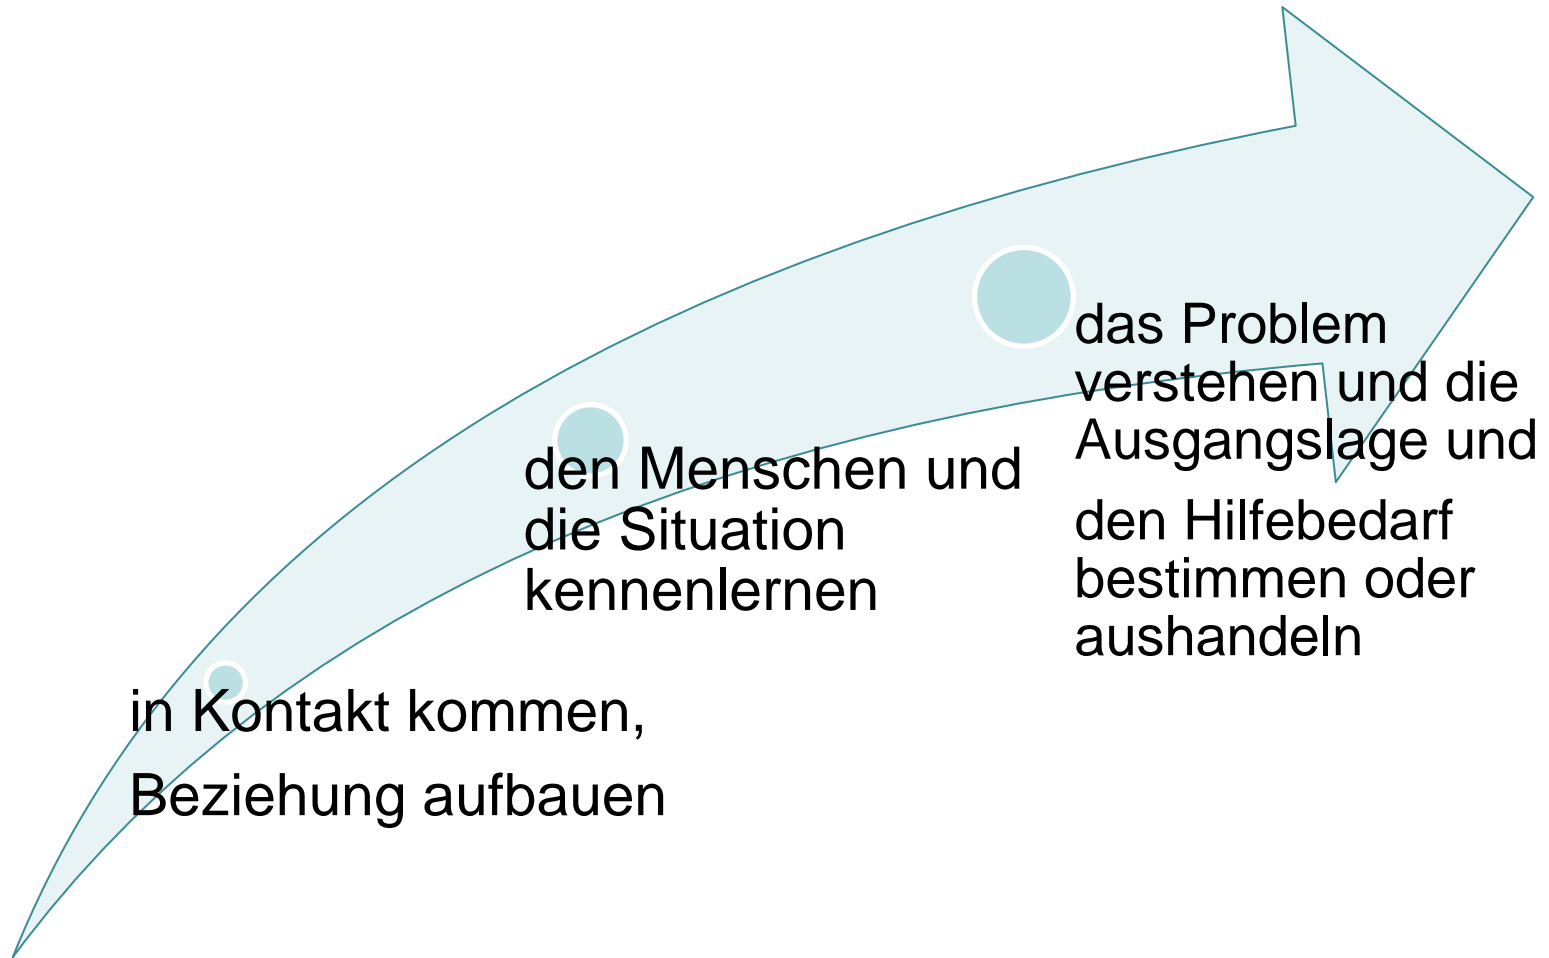 in Kontakt kommen,
Beziehung aufbauen
den Menschen und
die Situation
kennenlernen
das Problem
verstehen und die
Ausgangslage und
den Hilfebedarf
bestimmen oder
aushandeln